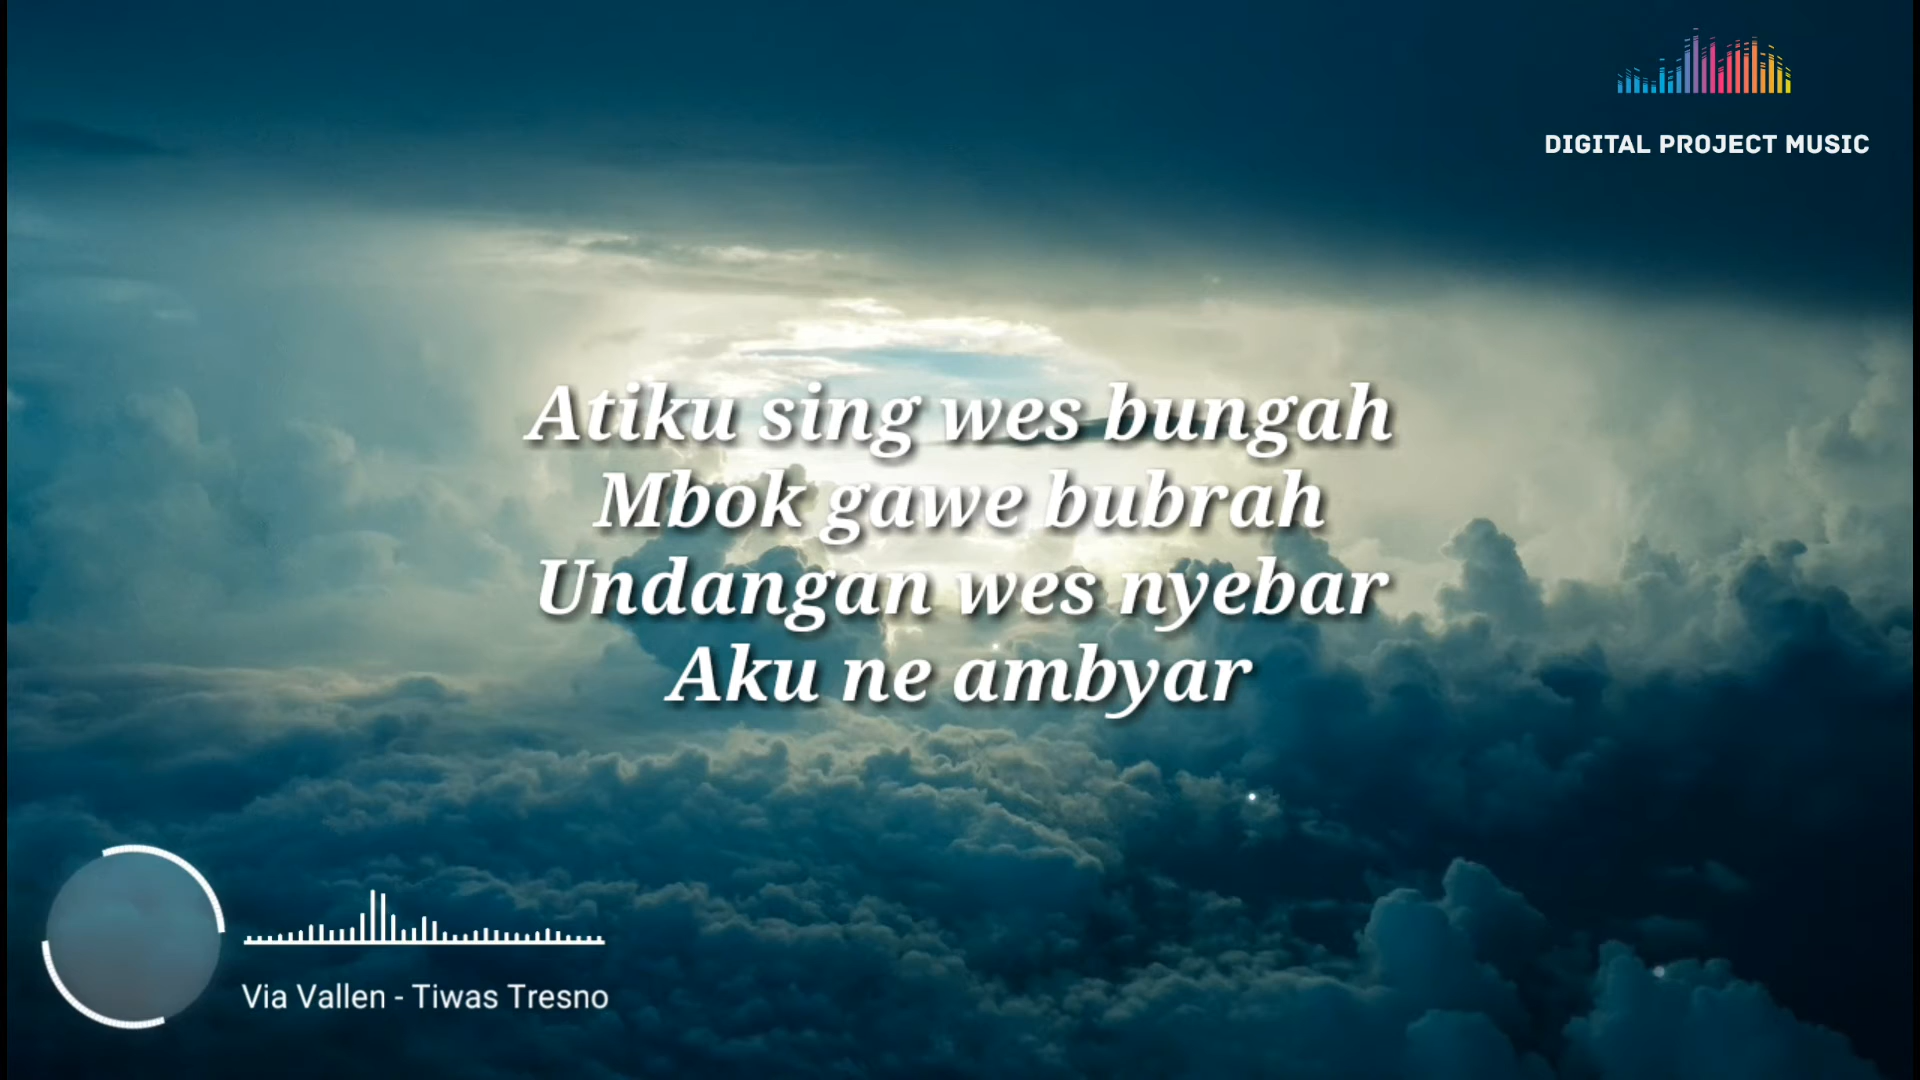 DIGITAL PROJECT MUSIC
Atiku sing wes bungah
Mbok gawe bubrah
Undangan wes nyebar
Aku ne ambyar
Via Vallen - Tiwas Tresno